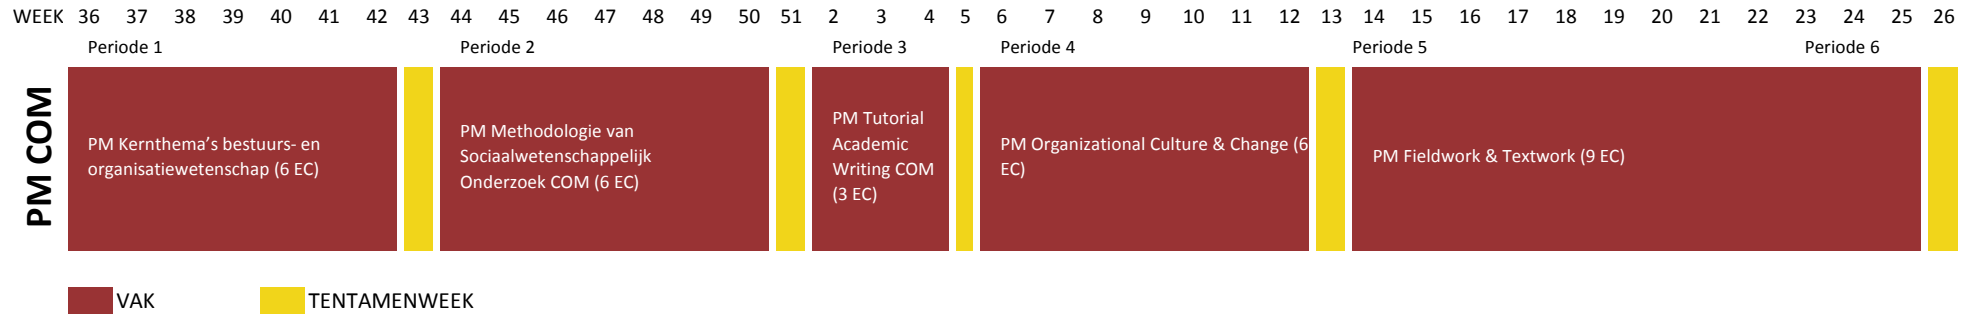 WEEK 36 37 38 39 40 41 42 43 44 45 46 47 48 49 50 51 2 3 4 5 6 7 8 9 10 11 12 13 14 15 16 17 18 19 20 21 22 23 24 25 26
Periode 1 Periode 2 Periode 3 Periode 4 Periode 5 Periode 6
PM COM
PM Kernthema's bestuurs- en
organisatiewetenschap (6 EC)
PM Methodologie van
Sociaalwetenschappelijk
Onderzoek COM (6 EC)
PM Tutorial
Academic
Writing COM
(3 EC)
PM Organizational Culture & Change (6
EC)
PM Fieldwork & Textwork (9 EC)
VAK TENTAMENWEEK